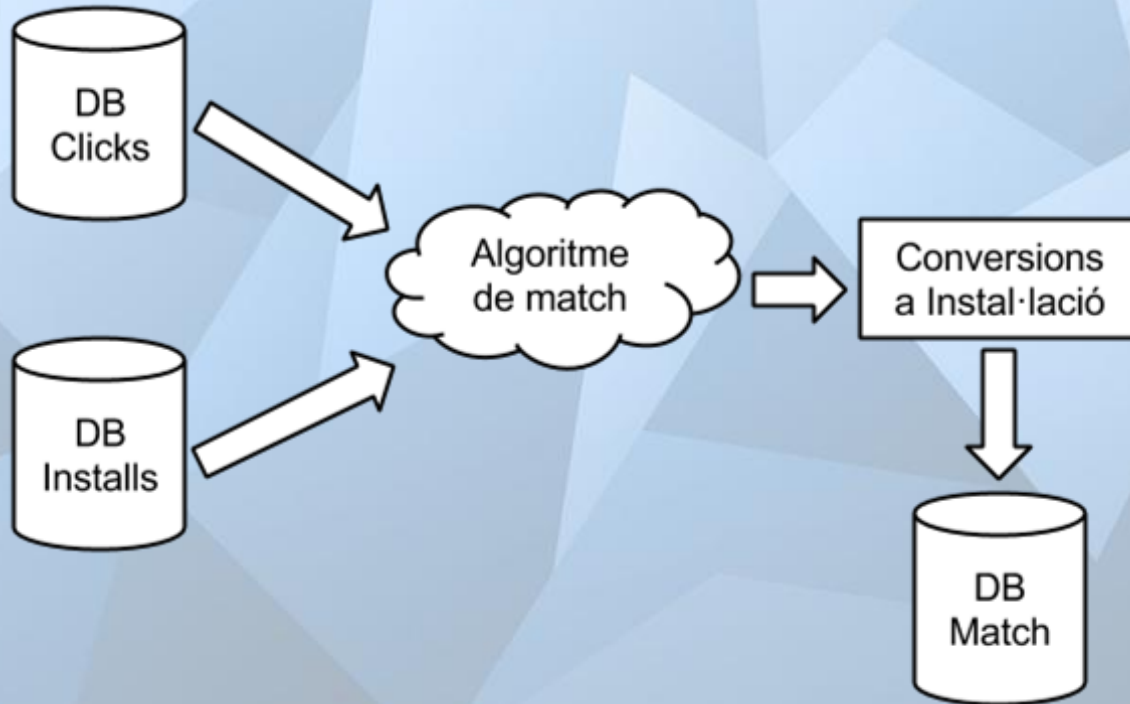 DB
Clicks
Algoritme
de match
Conversions
a Instal·lació
DB
Installs
DB
Match